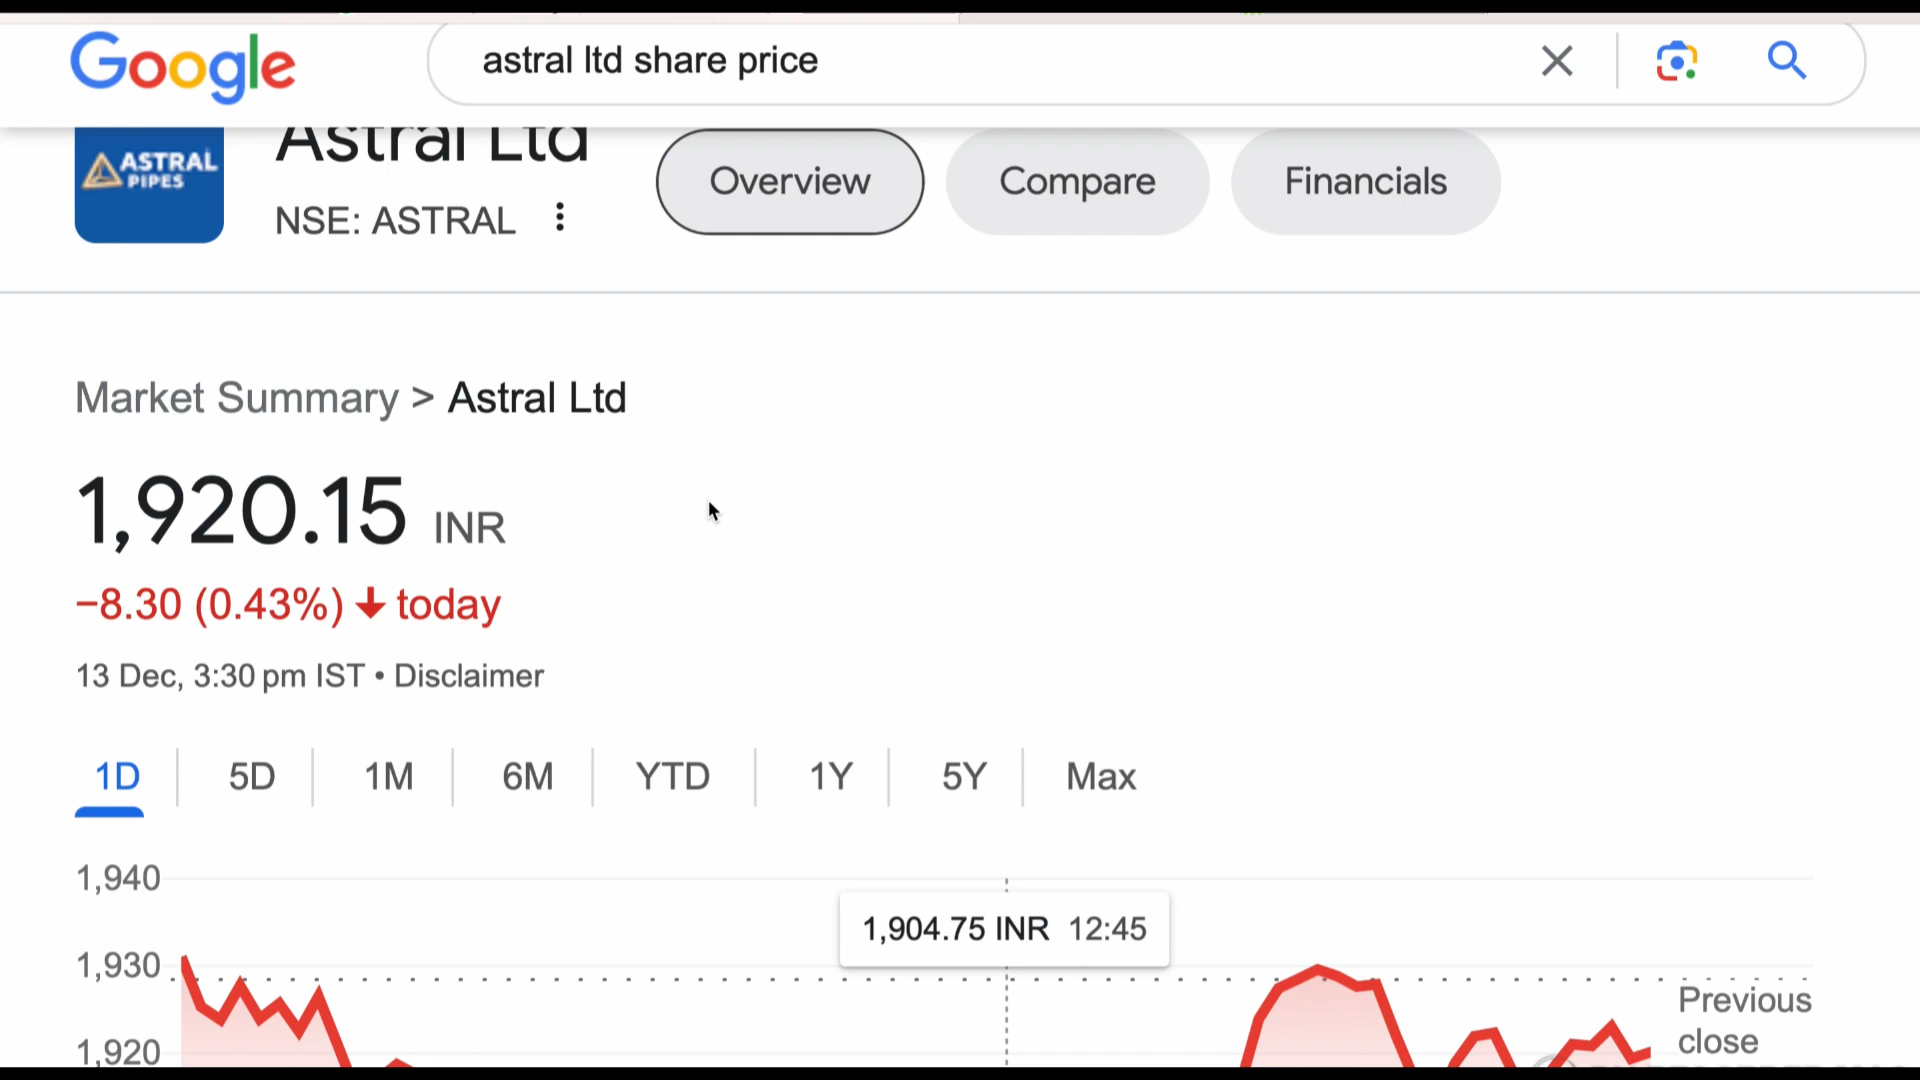 Google
astral ltd share price
ASTRAL
PIPES
Astral Ltd
NSE: ASTRAL
Overview
Compare
Financials
Market Summary > Astral Ltd
1,920.15 INR
−8.30 (0.43%) ↓ today
13 Dec, 3:30 pm IST • Disclaimer
1D 5D 1M 6M YTD 1Y 5Y Max
1,940
1,904.75 INR 12:45
1,930
Previous
close
1,920